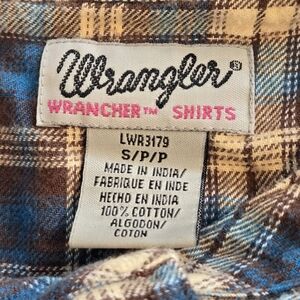 Wrangler
WRANCHER™ SHIRTS
LWR3179
S/P/P
MADE IN INDIA/
FABRIQUE EN INDE
HECHO EN INDIA
100% COTTON/
ALGODON/
COTON